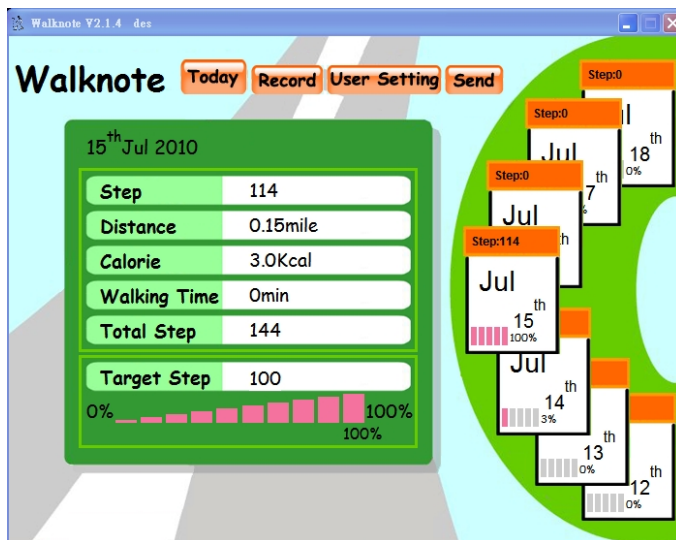 Walknote V2.1.4 des
Walknote
Today
Record
User Setting
Send
15th Jul 2010
Step 114
Distance 0.15mile
Calorie 3.0Kcal
Walking Time 0min
Total Step 144
Target Step 100
0% 100%
100%
Step:0
18th
0%
Step:0
Jul
th
Step:0
Jul
Step:114
Jul
15th
100%
Jul
14th
3%
13th
0%
12th
0%